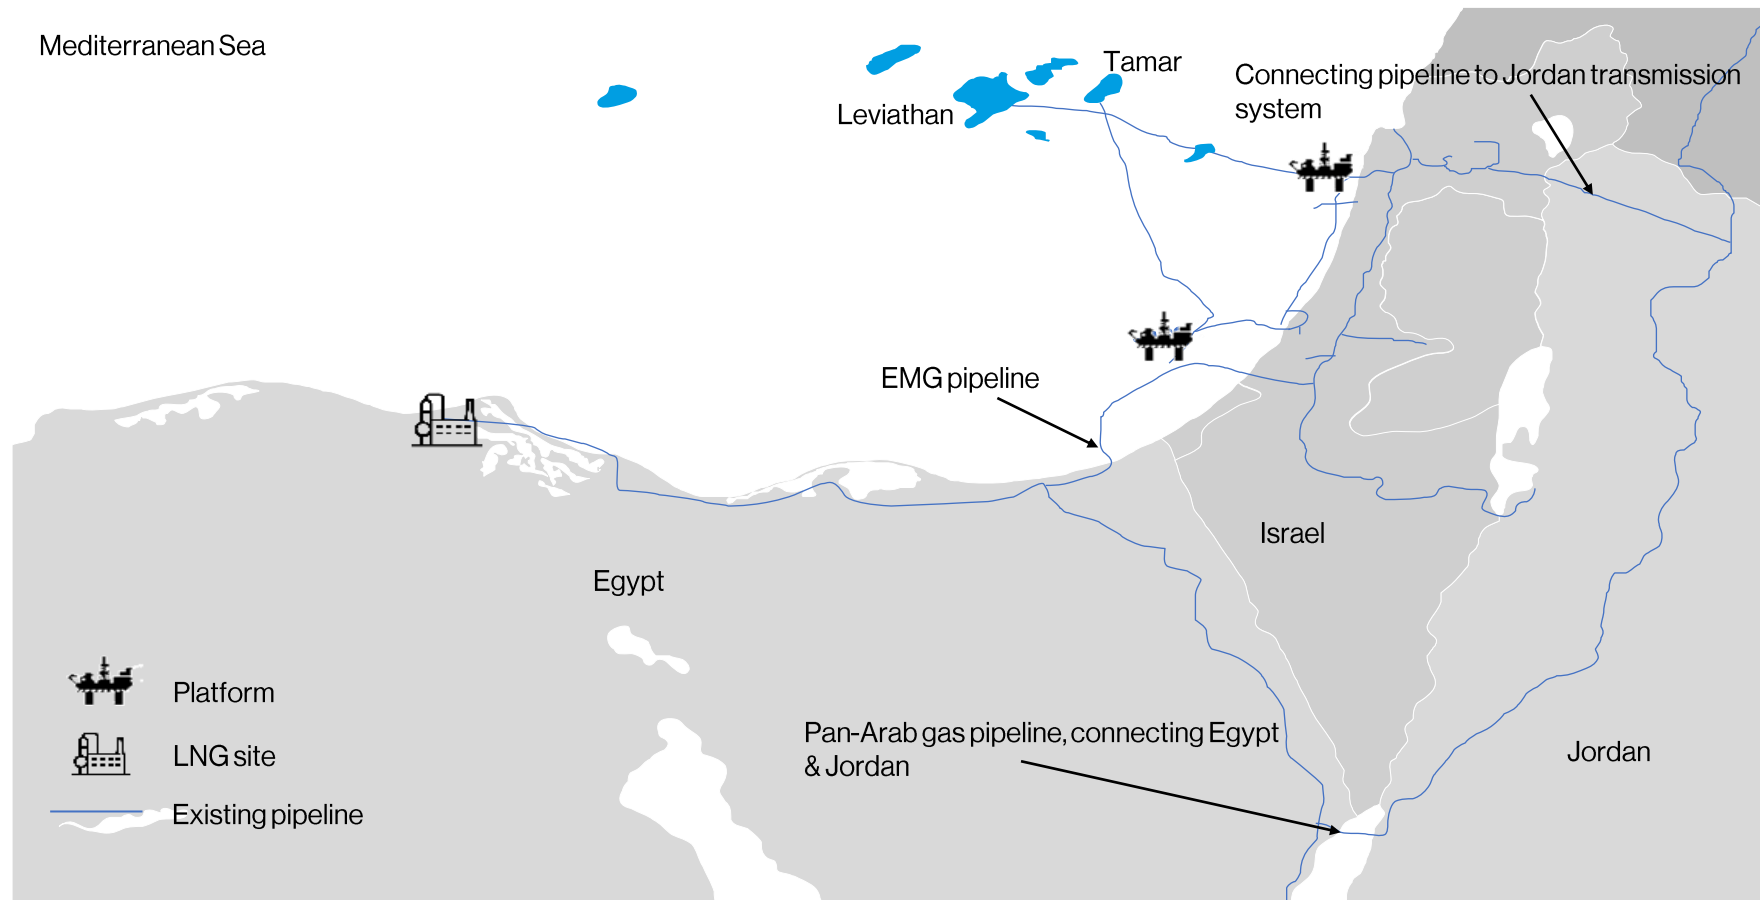 Mediterranean Sea
Tamar
Leviathan
Connecting pipeline to Jordan transmission
system
EMG pipeline
Israel
Egypt
Pan-Arab gas pipeline, connecting Egypt
& Jordan
Jordan
Platform
LNG site
Existing pipeline